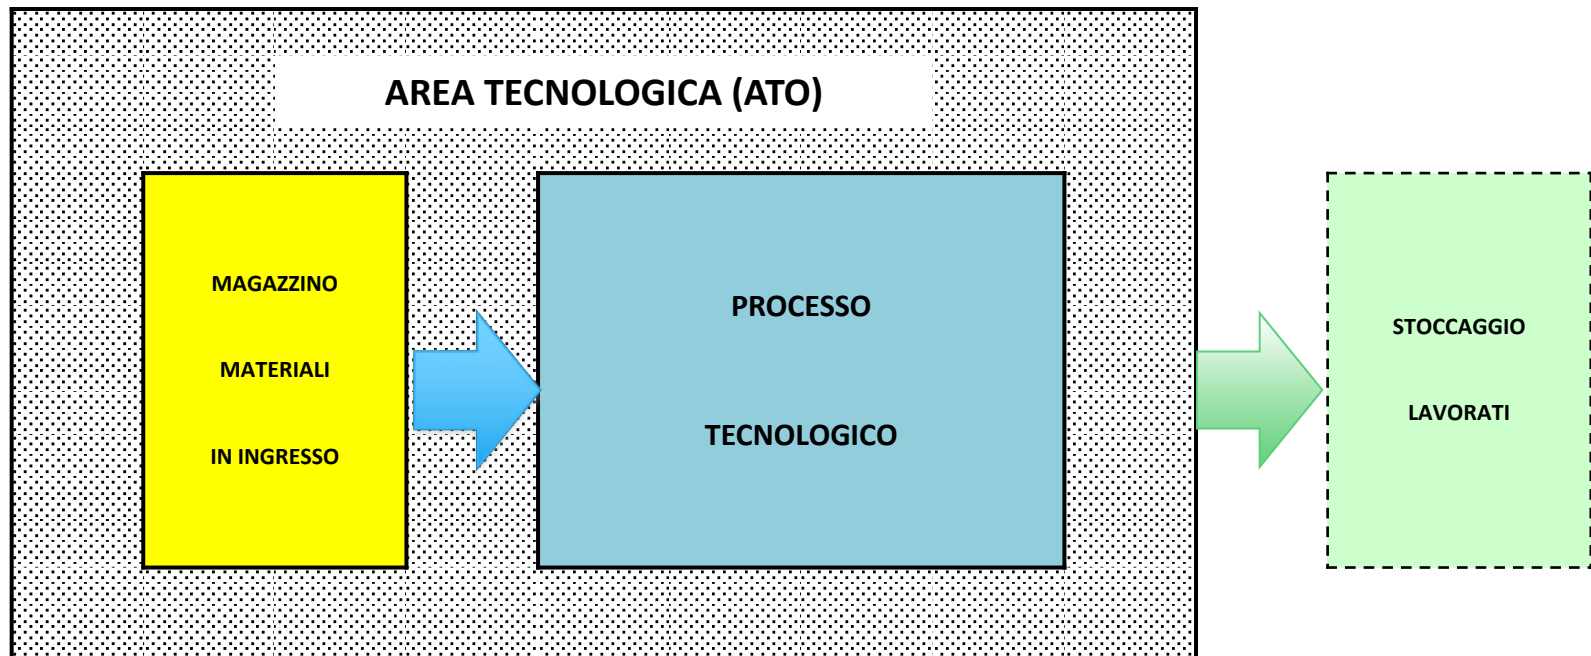 AREA TECNOLOGICA (ATO)
MAGAZZINO
MATERIALI
IN INGRESSO
PROCESSO
TECNOLOGICO
STOCCAGGIO
LAVORATI